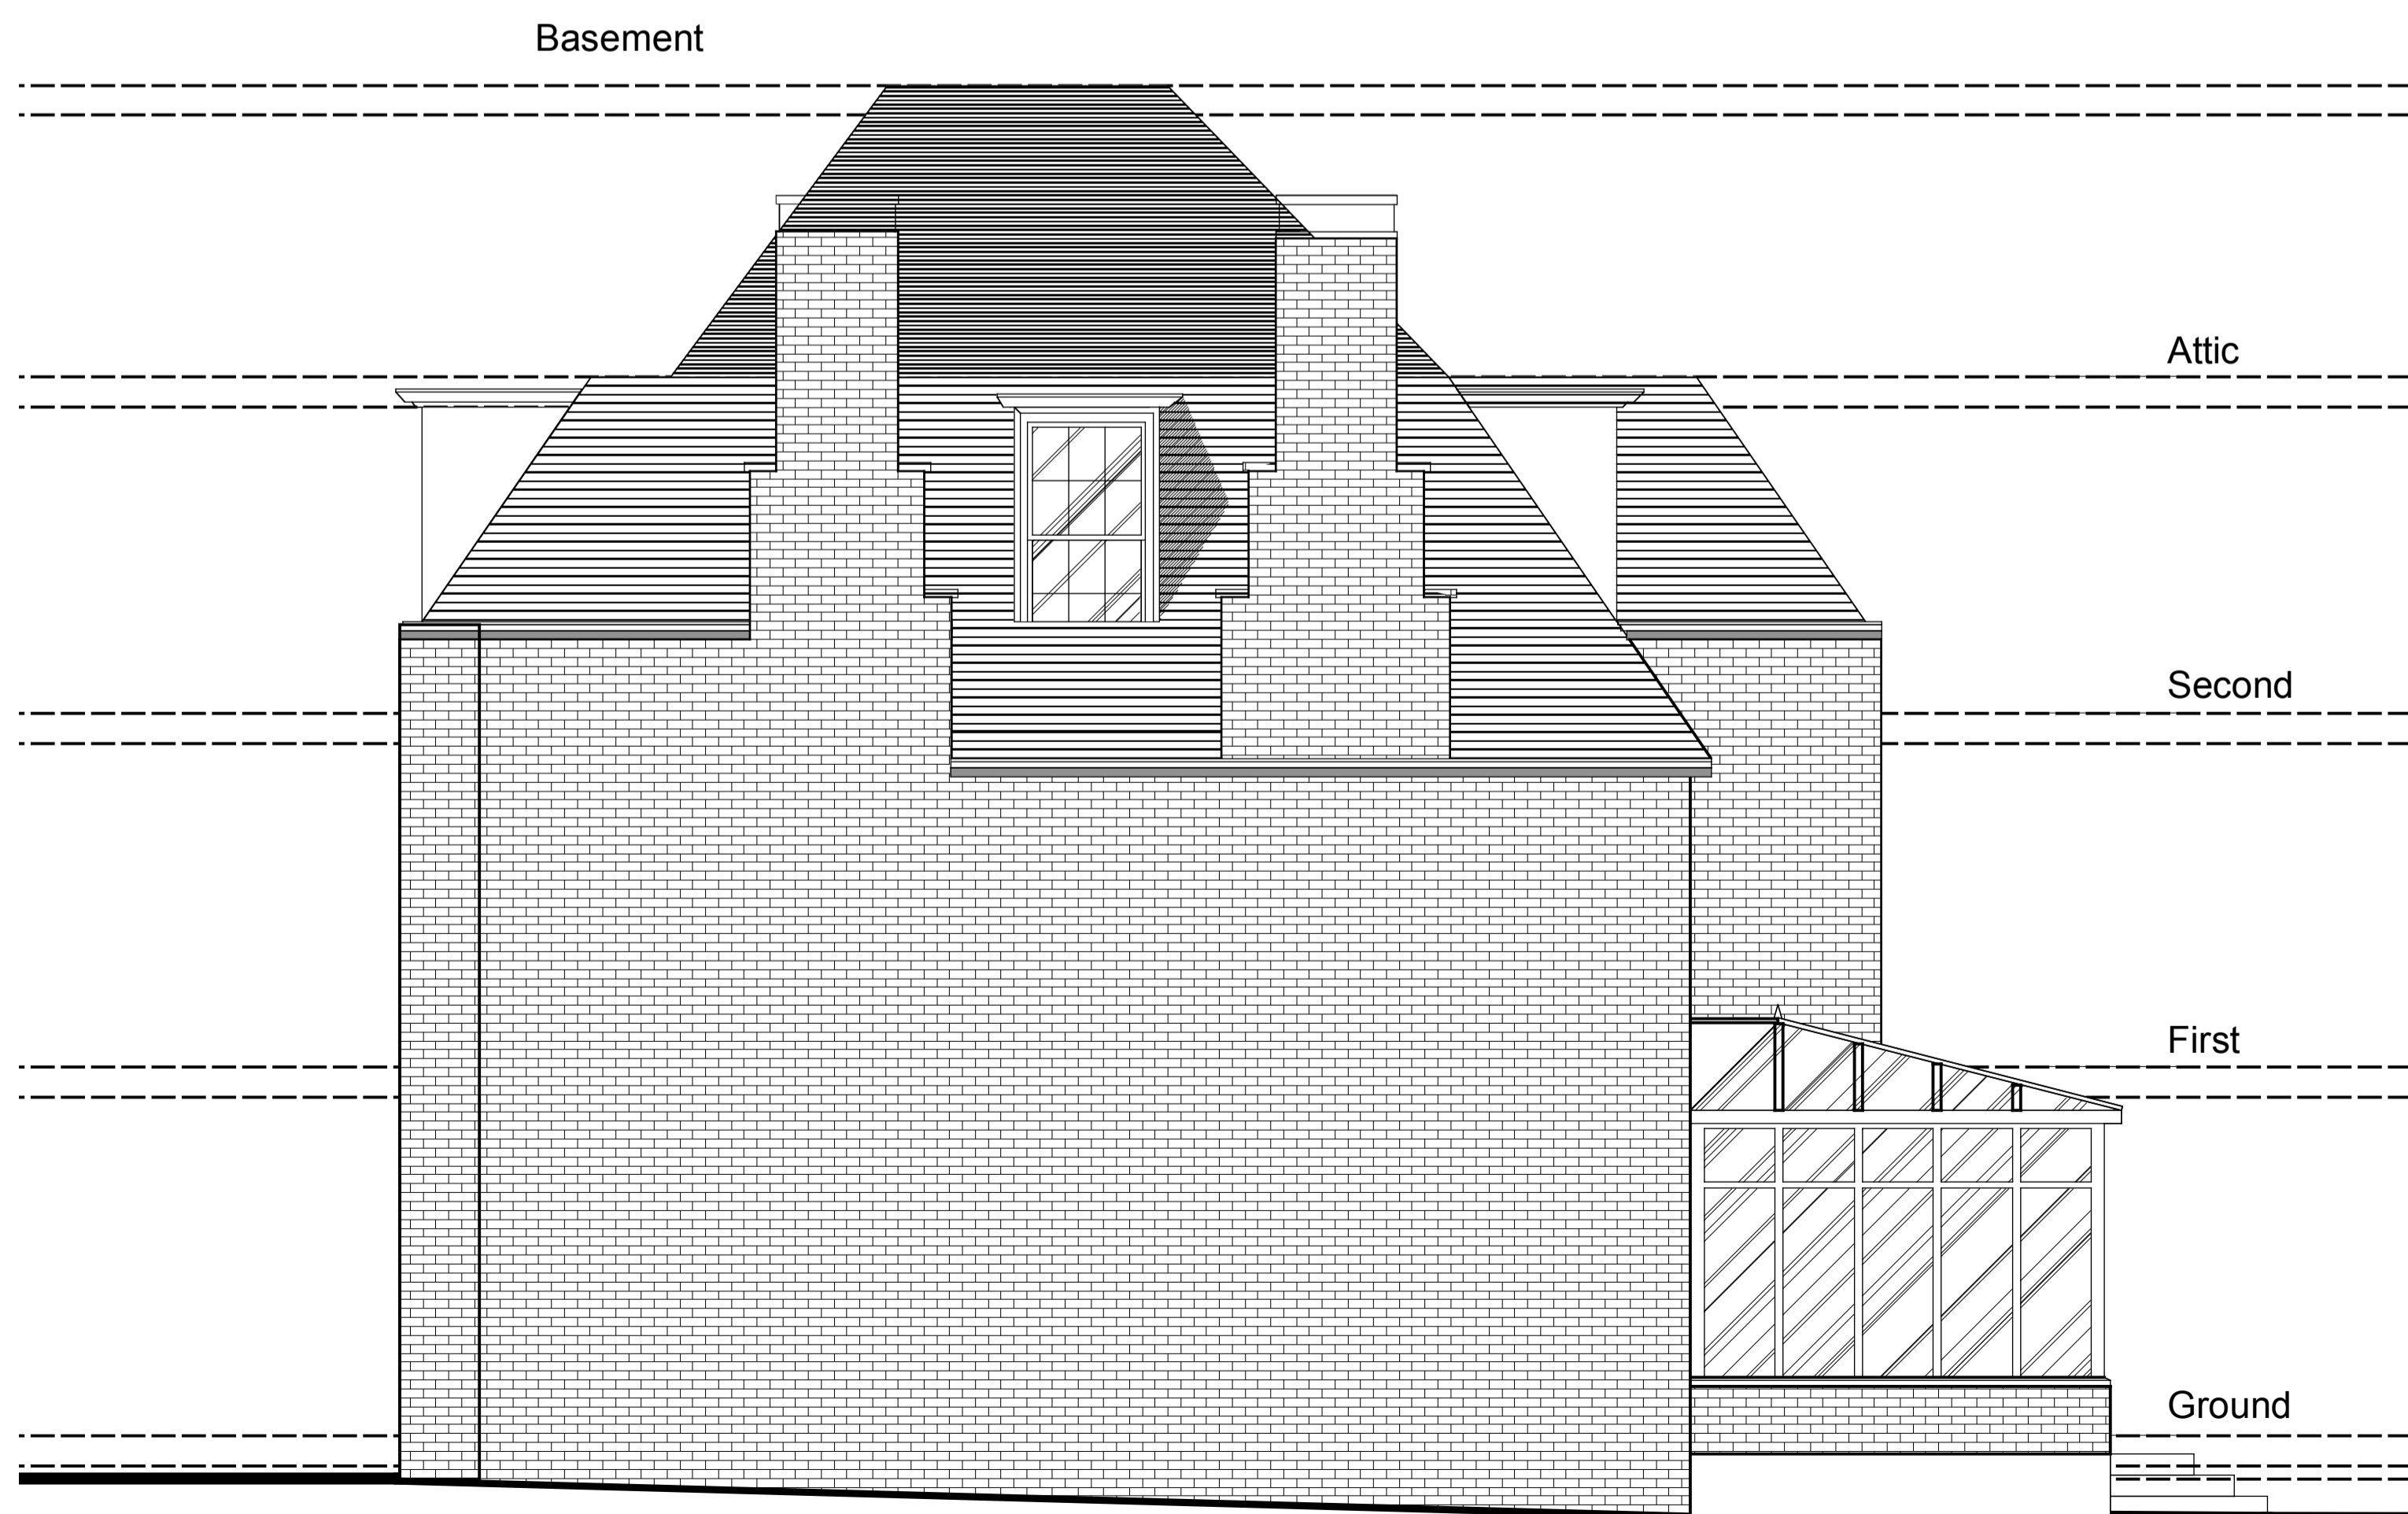 Basement
Attic
Second
First
Ground